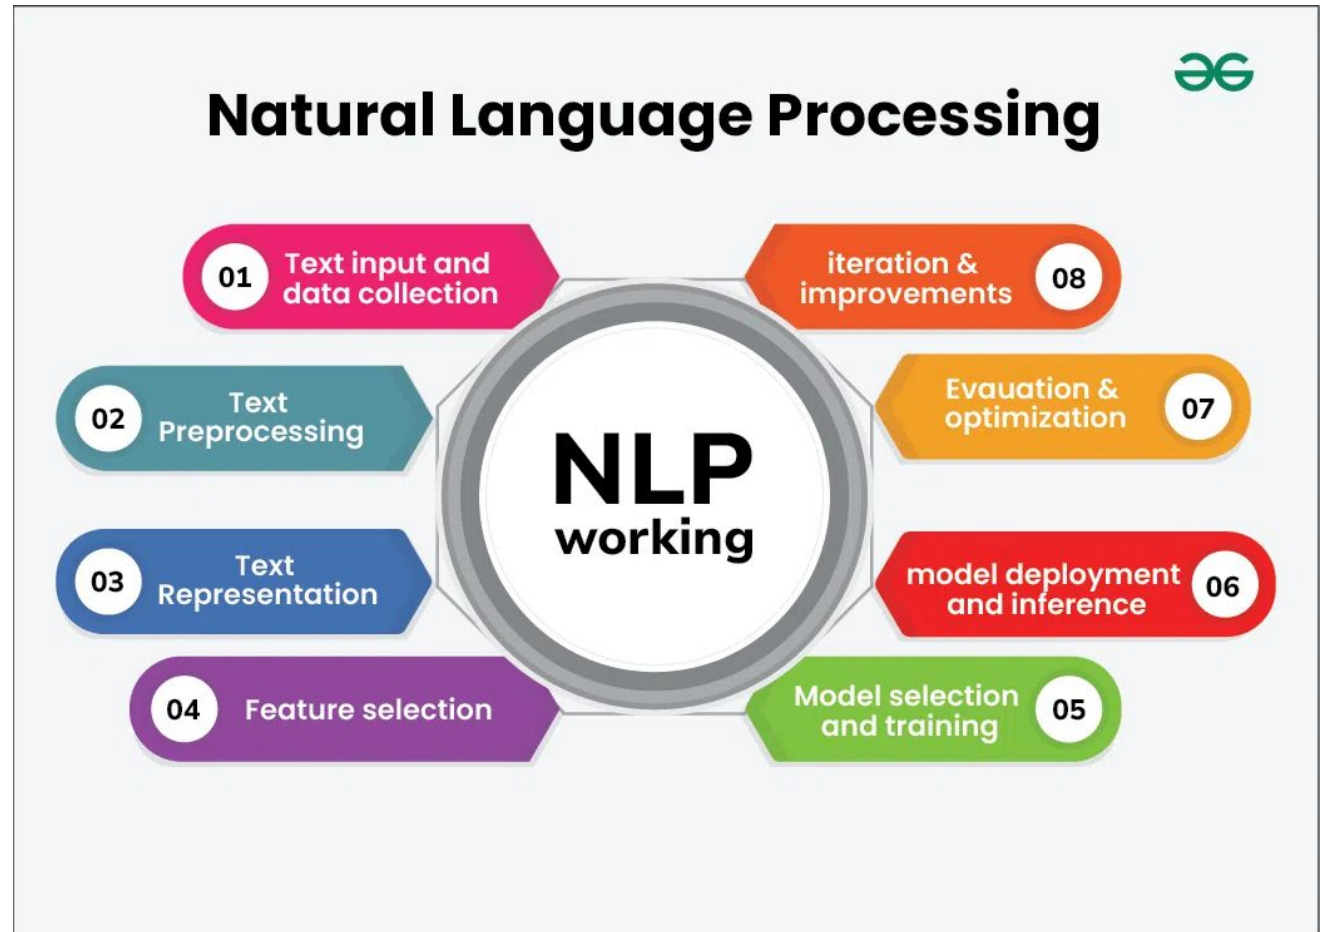 Natural Language Processing
01
Text input and
data collection
02
Text
Preprocessing
03
Text
Representation
04
Feature selection
NLP
working
iteration &
improvements
08
Evauation &
optimization
07
model deployment
and inference
06
Model selection
and training
05